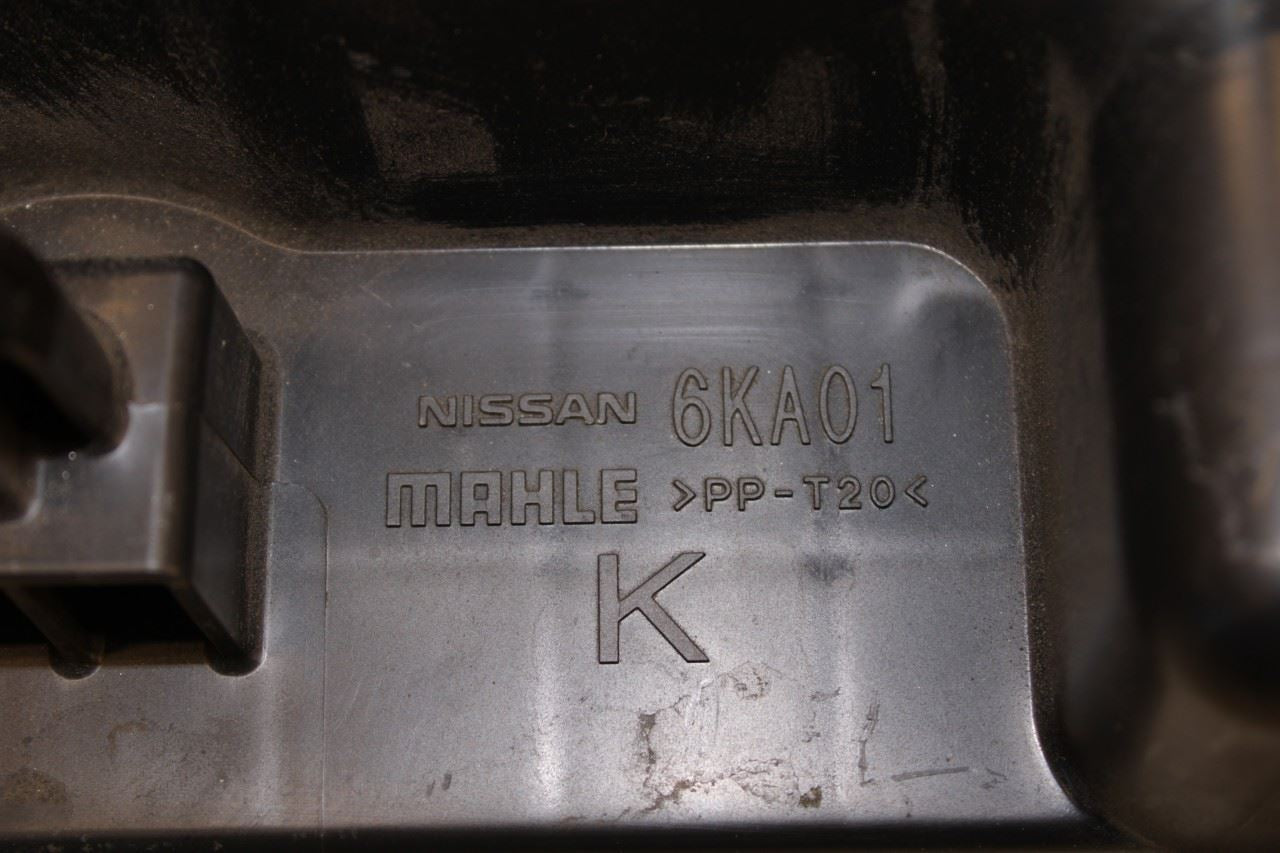 NISSAN 6KA01
MAHLE >PP-T20<
K